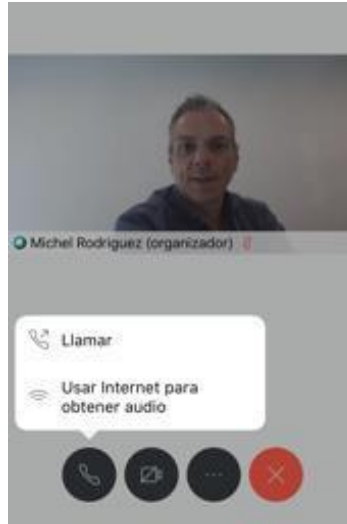 Michel Rodriguez (organizador)
Llamar
Usar Internet para
obtener audio